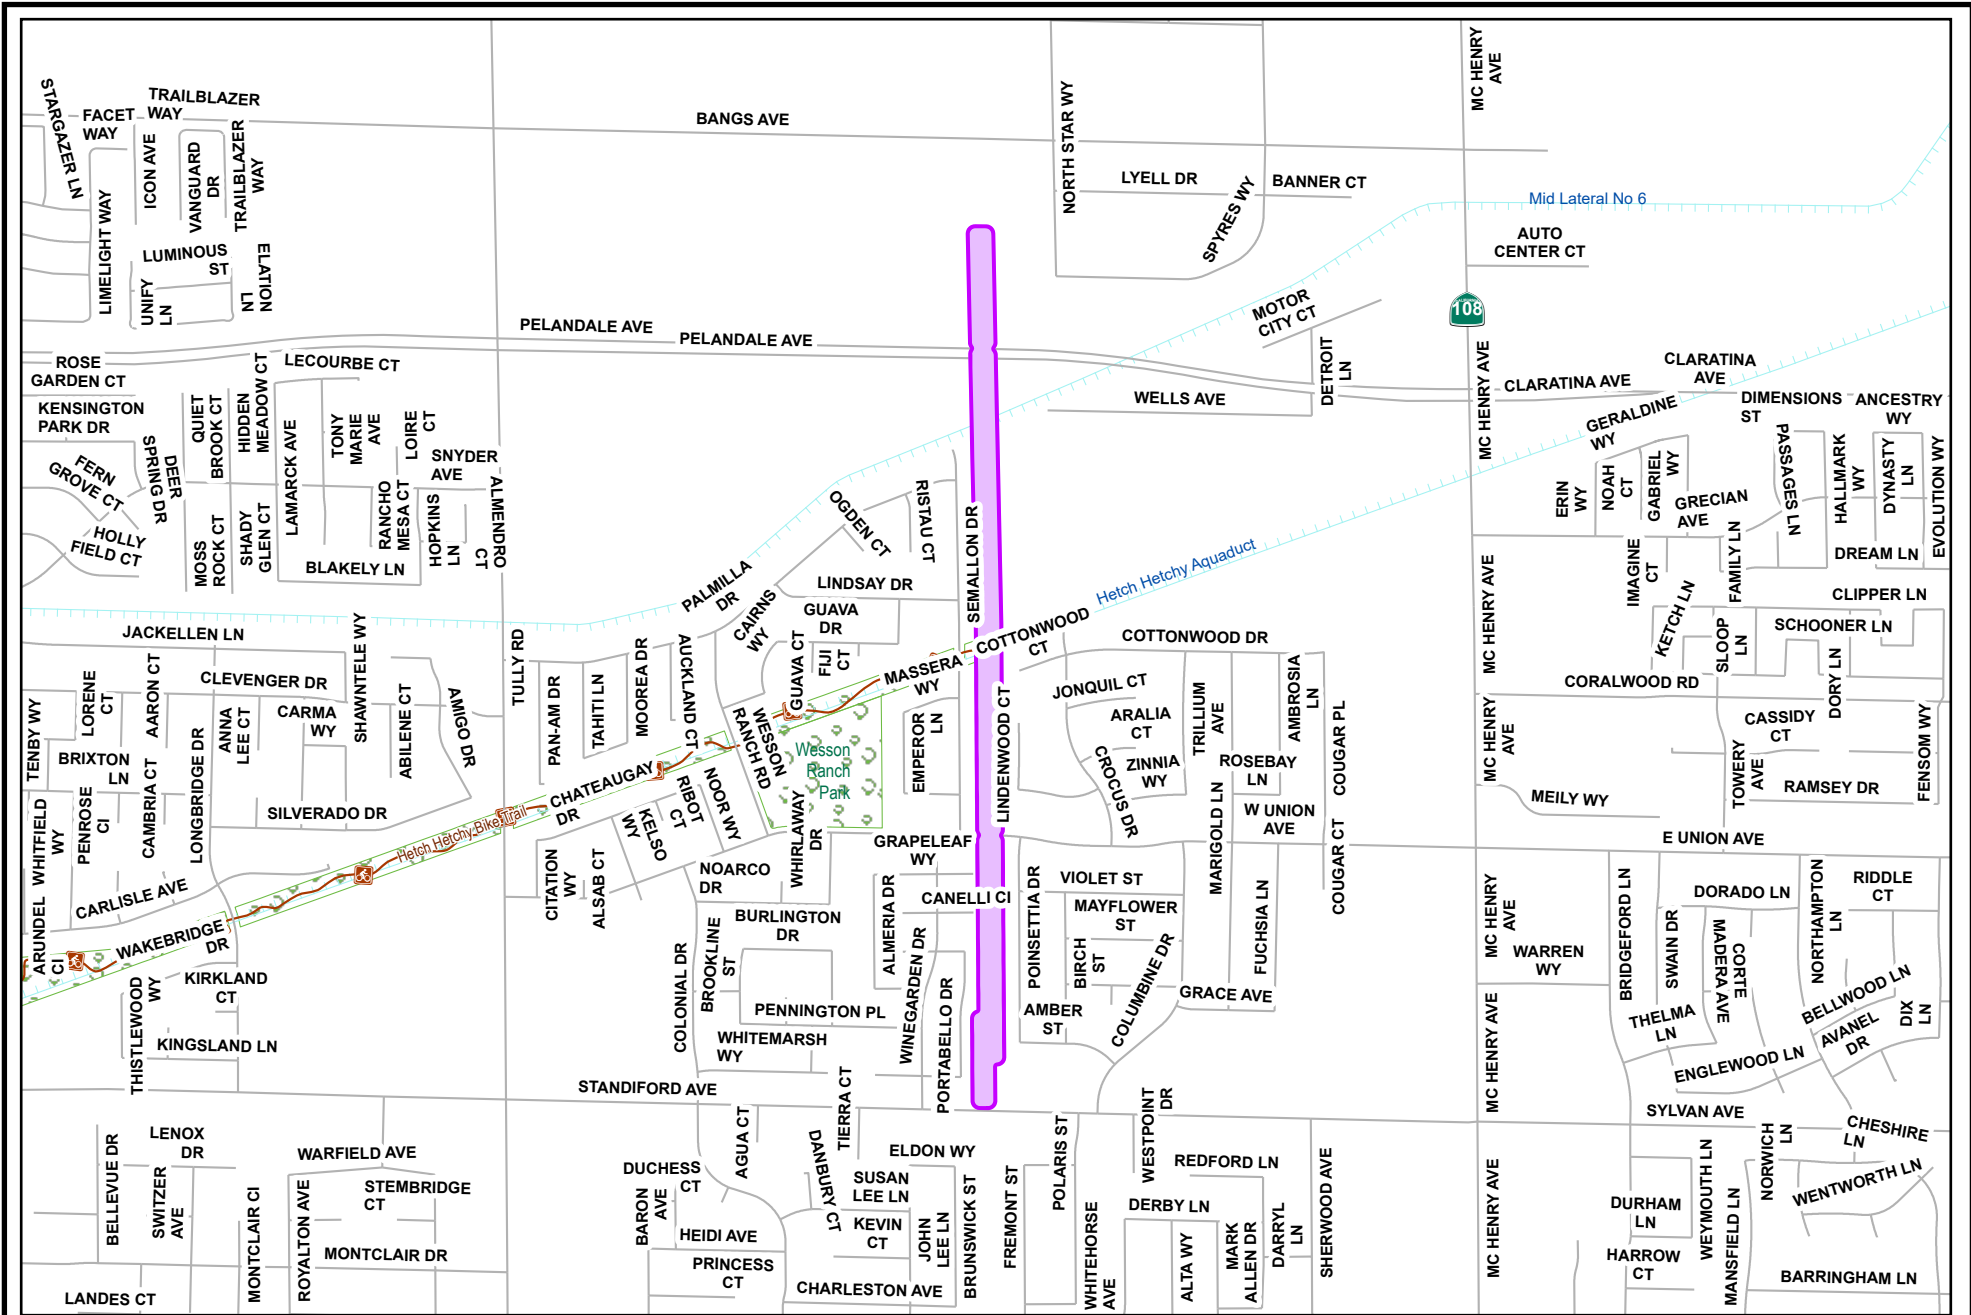 STARGAZER LN
FACET
WAY
TRAILBLAZER
WAY
ICON AVE
VANGUARD
DR
TRAILBLAZER
WAY
LIMELIGHT WAY
LUMINOUS
ST
UNIFY
LN
ELATION
LN
BANGS AVE
NORTH STAR WY
LYELL DR
BANNER CT
SPYRES WY
MC HENRY
AVE
Mid Lateral No 6
AUTO
CENTER CT
MOTOR
CITY CT
108
DETROIT
LN
PELANDALE AVE
PELANDALE AVE
WELLS AVE
MC HENRY AVE
CLARATINA AVE
CLARATINA
AVE
ROSE
GARDEN CT
LECOURBE CT
KENSINGTON
PARK DR
QUIET
BROOK CT
HIDDEN
MEADOW CT
LAMARCK AVE
TONY
MARIE
AVE
LOIRE
CT
SNYDER
AVE
ALMENDRO
CT
FERN
GROVE CT
DEER
SPRING DR
HOLLY
FIELD CT
MOSS
ROCK CT
SHADY
GLEN CT
RANCHO
MESA CT
HOPKINS
LN
BLAKELY LN
OGDEN CT
RISTAU CT
SEMALLON DR
LINDSAY DR
PALMILLA
DR
CAIRNS
WY
GUAVA
DR
GUAVA CT
FIJI
CT
MASSERA
WY
COTTONWOOD
CT
Hetch Hetchy Aquaduct
GERALDINE
WY
DIMENSIONS
ST
ANCESTRY
WY
ERIN
WY
NOAH
CT
GABRIEL
WY
GRECIAN
AVE
PASSAGES LN
HALLMARK
WY
DYNASTY
LN
EVOLUTION WY
DREAM LN
IMAGINE
CT
FAMILY LN
CLIPPER LN
KETCH LN
SLOOP
LN
SCHOONER LN
DORY LN
CORALWOOD RD
MC HENRY AVE
MC HENRY
AVE
JACKELLEN LN
CLEVENGER DR
SHAWNTELE WY
TENBY WY
LORENE
CT
AARON CT
LONGBRIDGE DR
ANNA
LEE CT
CARMA
WY
ABILENE CT
AMIGO DR
BRIXTON
LN
CAMBRIA CT
PENROSE
CI
WHITFIELD
WY
SILVERADO DR
TULLY RD
PAN-AM DR
TAHITI LN
MOOREA DR
AUCKLAND CT
WESSON
RANCH RD
Wesson
Ranch
Park
EMPEROR
LN
LINDENWOOD CT
COTTONWOOD DR
JONQUIL CT
ARALIA
CT
TRILLIUM
AVE
AMBROSIA
LN
COUGAR PL
CROCUS DR
ZINNIA
WY
ROSEBAY
LN
MARIGOLD LN
W UNION
AVE
COUGAR CT
CASSIDY
CT
FENSOM WY
TOWERY
AVE
RAMSEY DR
MEILY WY
E UNION AVE
CHATEAUGAY
DR
Hetch Hetchy Bike Trail
RIBOT
CT
NOOR WY
KELSO
WY
WHIRLAWAY
DR
GRAPELEAF
WY
NOARCO
DR
CITATION
WY
ALSAB CT
CARLISLE AVE
ARUNDEL
CI
WAKEBRIDGE
DR
KIRKLAND
CT
THISTLEWOOD
WY
KINGSLAND LN
BURLINGTON
DR
BROOKLINE
ST
COLONIAL DR
PENNINGTON PL
WHITEMARSH
WY
ALMERIA DR
CANELLI CI
WINEGARDEN DR
PORTABELLO DR
POINSETTIA DR
VIOLET ST
MAYFLOWER
ST
BIRCH
ST
COLUMBINE DR
FUCHSIA LN
GRACE AVE
AMBER
ST
MC HENRY
AVE
WARREN
WY
BRIDGEFORD LN
SWAIN DR
DORADO LN
CORTE
MADERA AVE
NORTHAMPTON
LN
RIDDLE
CT
BELLWOOD LN
AVANEL
DR
DIX
LN
THELMA
LN
ENGLEWOOD LN
MC HENRY AVE
STANDIFORD AVE
SYLVAN AVE
CHESHIRE
LN
NORWICH
LN
WENTWORTH LN
BELLEVUE DR
LENOX
DR
SWITZER
AVE
MONTCLAIR CI
WARFIELD AVE
STEMBRIDGE
CT
ROYALTON AVE
MONTCLAIR DR
LANDES CT
DUCHESS
CT
BARON
AVE
AGUA CT
HEIDI AVE
PRINCESS
CT
TIERRA CT
DANBURY CT
ELDON WY
SUSAN
LEE LN
KEVIN
CT
JOHN
LEE LN
BRUNSWICK ST
CHARLESTON AVE
FREMONT ST
POLARIS ST
WHITEHORSE
AVE
WESTPOINT
DR
REDFORD LN
DERBY LN
ALTA WY
MARK
ALLEN DR
DARRYL
LN
SHERWOOD AVE
MC HENRY AVE
DURHAM
LN
HARROW
CT
WEYMOUTH LN
MANSFIELD LN
BARRINGHAM LN